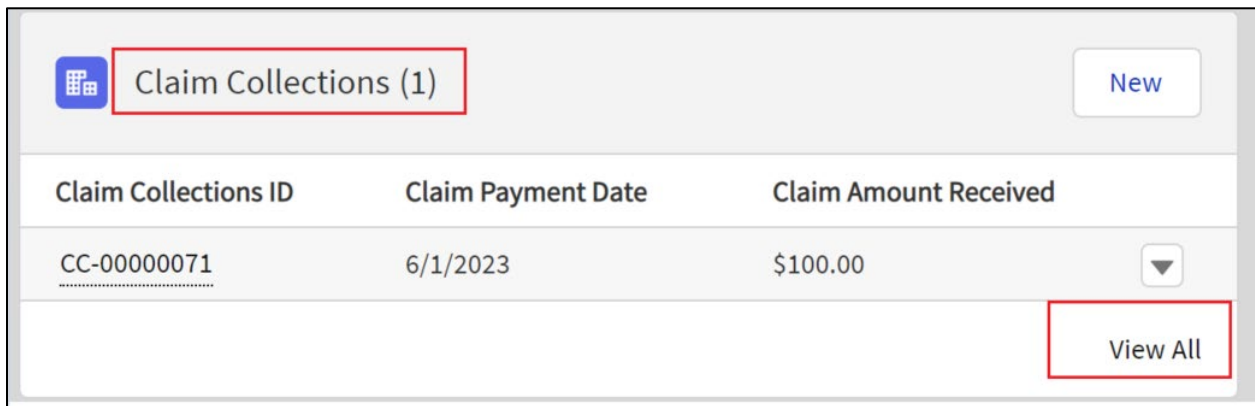 Claim Collections (1)
New
Claim Collections ID Claim Payment Date Claim Amount Received
CC-00000071 6/1/2023 $100.00
View All